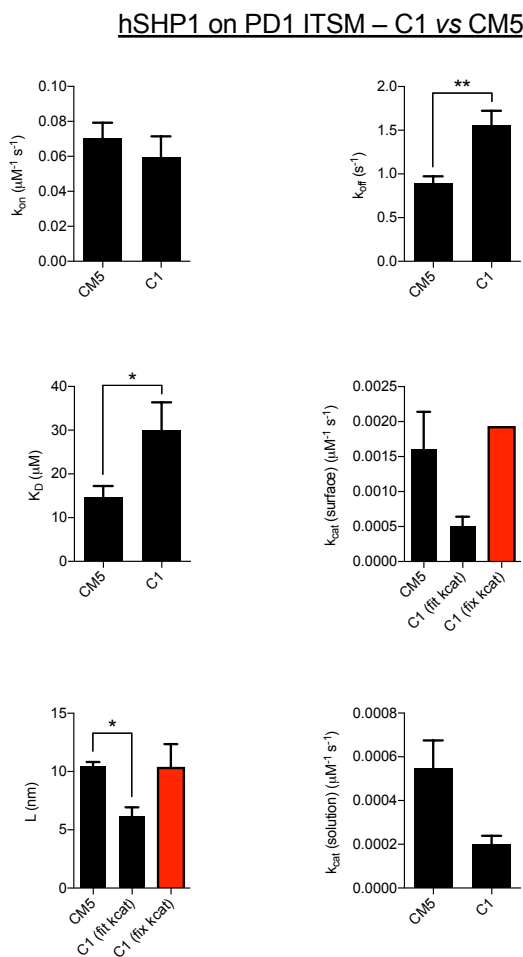 hSHP1 on PD1 ITSM – C1 vs CM5
0.10
0.08
0.06
0.04
0.02
0.00
kon (μM-1 s-1)
CM5
C1
**
2.0
1.5
1.0
0.5
0.0
koff (s-1)
CM5
C1
*
40
30
20
10
0
KD (μM)
CM5
C1
0.0025
0.0020
0.0015
0.0010
0.0005
0.0000
kcat (surface) (μM-1 s-1)
CM5
C1 (fit kcat)
C1 (fix kcat)
15
*
10
5
0
L (nm)
CM5
C1 (fit kcat)
C1 (fix kcat)
0.0008
0.0006
0.0004
0.0002
0.0000
kcat (solution) (μM-1 s-1)
CM5
C1